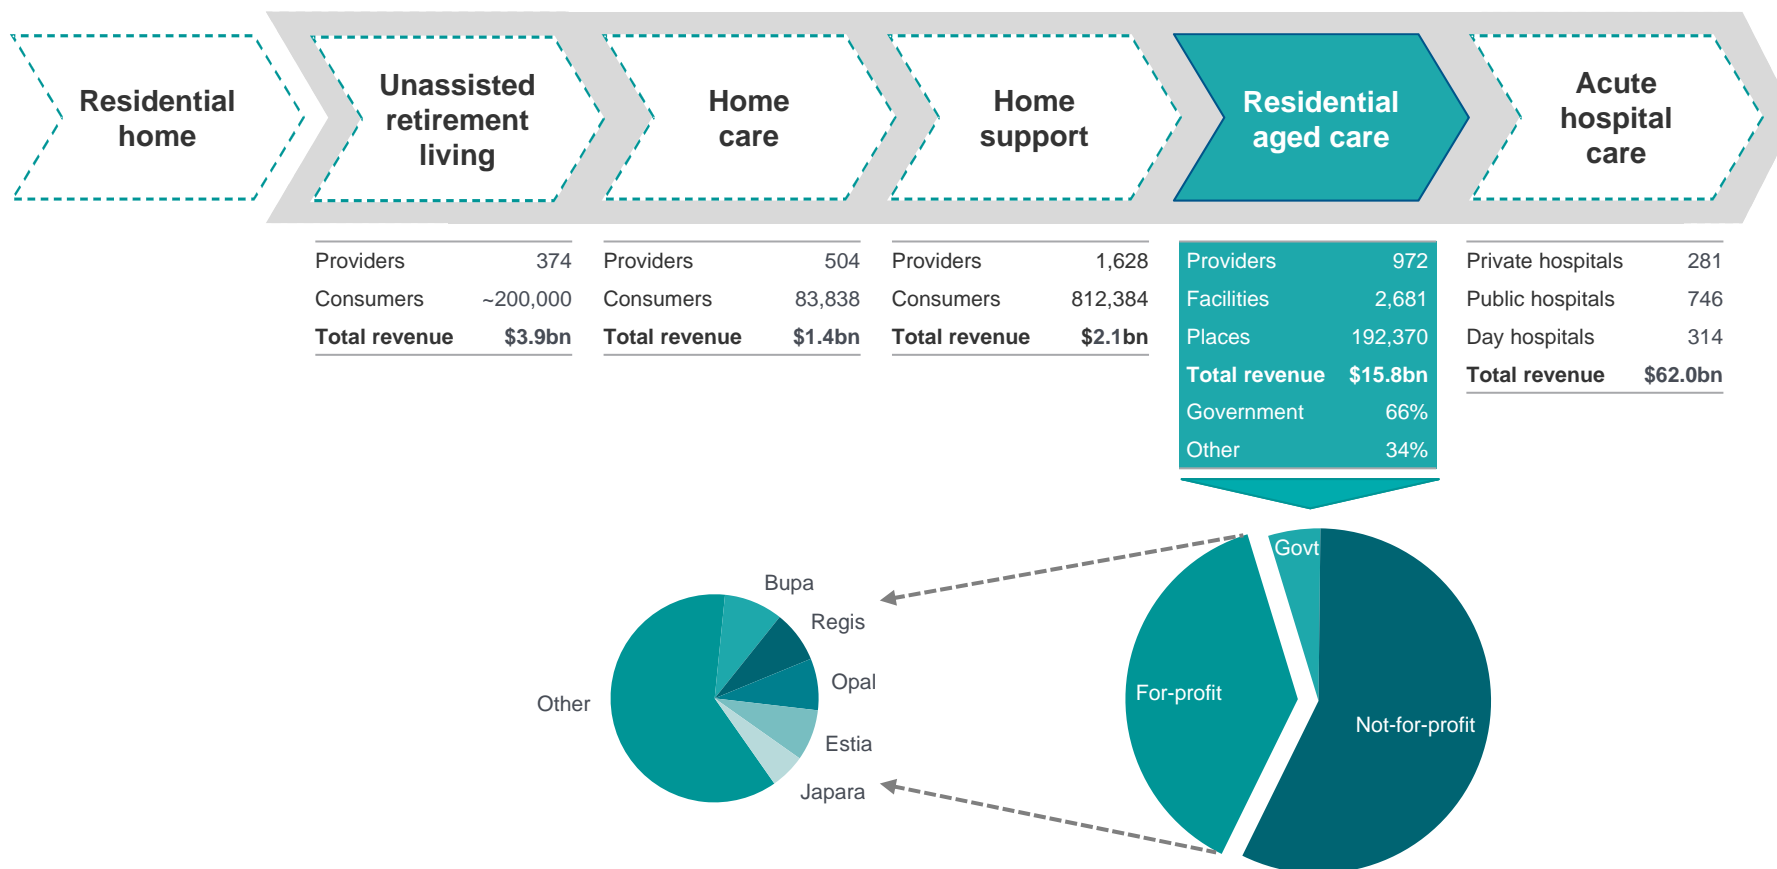 Residential
home
Unassisted
retirement
living
Home
care
Home
support
Residential
aged care
Acute
hospital
care
Providers 374
Consumers ~200,000
Total revenue $3.9bn
Providers 504
Consumers 83,838
Total revenue $1.4bn
Providers 1,628
Consumers 812,384
Total revenue $2.1bn
Providers 972
Facilities 2,681
Places 192,370
Total revenue $15.8bn
Government 66%
Other 34%
Private hospitals 281
Public hospitals 746
Day hospitals 314
Total revenue $62.0bn
Bupa
Regis
Opal
Estia
Japara
Other
Govt
For-profit
Not-for-profit